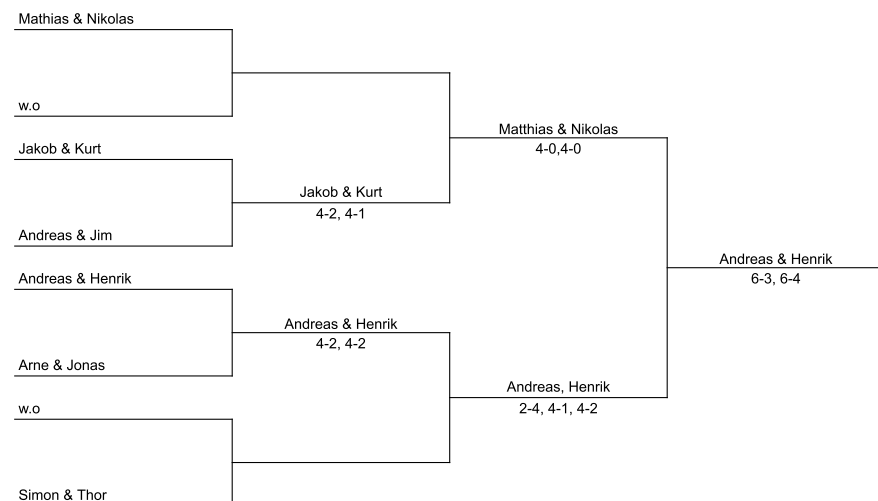 Mathias & Nikolas
w.o
Matthias & Nikolas
4-0,4-0
Jakob & Kurt
Jakob & Kurt
4-2, 4-1
Andreas & Jim
Andreas & Henrik
6-3, 6-4
Andreas & Henrik
Andreas & Henrik
4-2, 4-2
Arne & Jonas
Andreas, Henrik
2-4, 4-1, 4-2
w.o
Simon & Thor